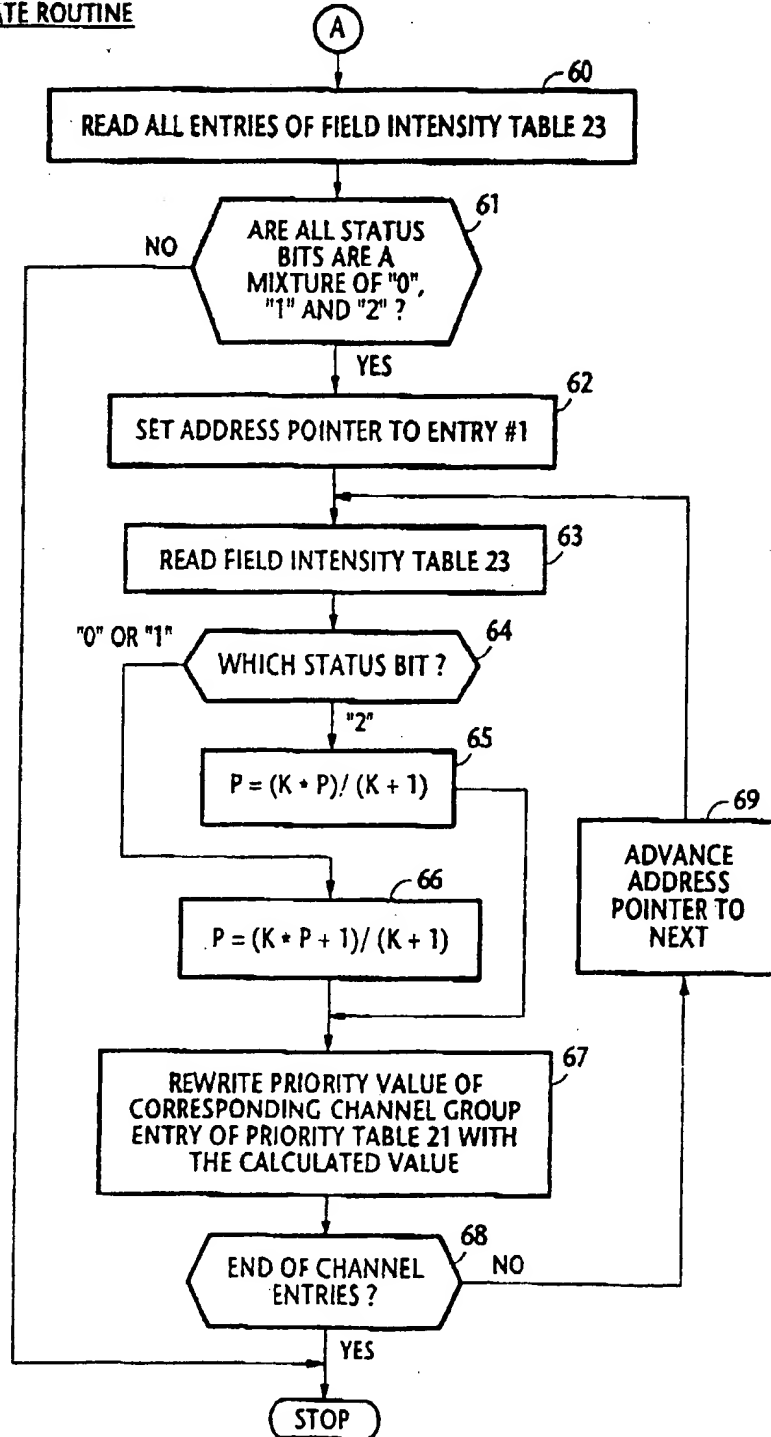 ATE ROUTINE
A
60
READ ALL ENTRIES OF FIELD INTENSITY TABLE 23
61
NO
ARE ALL STATUS
BITS ARE A
MIXTURE OF "0",
"1" AND "2" ?
YES
62
SET ADDRESS POINTER TO ENTRY #1
63
READ FIELD INTENSITY TABLE 23
"0" OR "1"
64
WHICH STATUS BIT ?
"2"
65
P = (K * P) / (K + 1)
69
ADVANCE
ADDRESS
POINTER TO
NEXT
66
P = (K * P + 1) / (K + 1)
67
REWRITE PRIORITY VALUE OF
CORRESPONDING CHANNEL GROUP
ENTRY OF PRIORITY TABLE 21 WITH
THE CALCULATED VALUE
68
END OF CHANNEL
ENTRIES ?
NO
YES
STOP